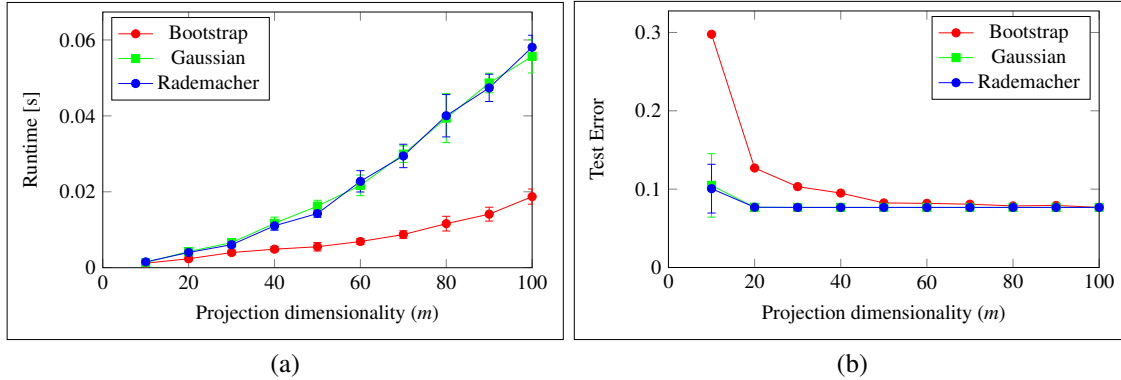 Bootstrap
Gaussian
Rademacher
Runtime [s]
0.06
0.04
0.02
0
0 20 40 60 80 100
Projection dimensionality (m)
(a)
Bootstrap
Gaussian
Rademacher
Test Error
0.3
0.2
0.1
0
0 20 40 60 80 100
Projection dimensionality (m)
(b)